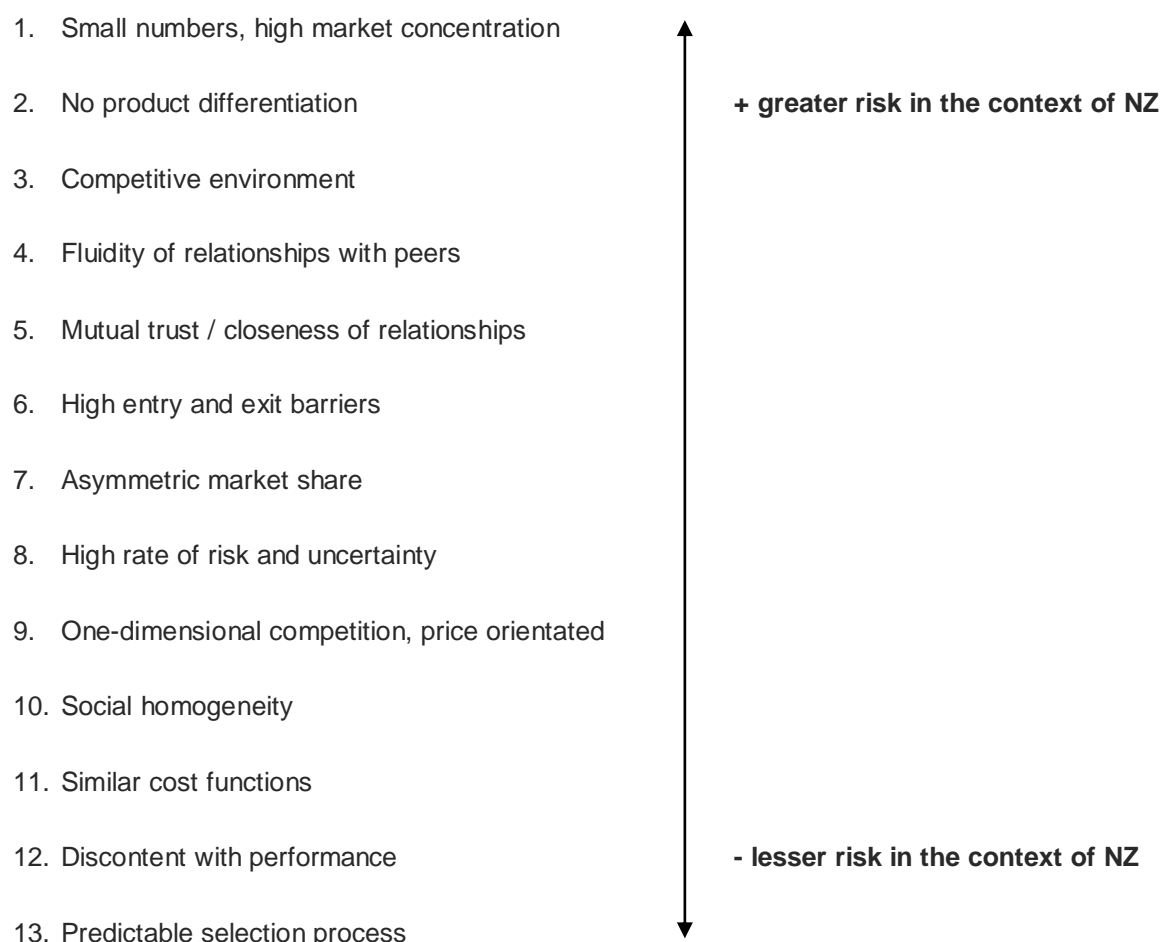 1. Small numbers, high market concentration
2. No product differentiation
+ greater risk in the context of NZ
3. Competitive environment
4. Fluidity of relationships with peers
5. Mutual trust / closeness of relationships
6. High entry and exit barriers
7. Asymmetric market share
8. High rate of risk and uncertainty
9. One-dimensional competition, price orientated
10. Social homogeneity
11. Similar cost functions
12. Discontent with performance
- lesser risk in the context of NZ
13. Predictable selection process